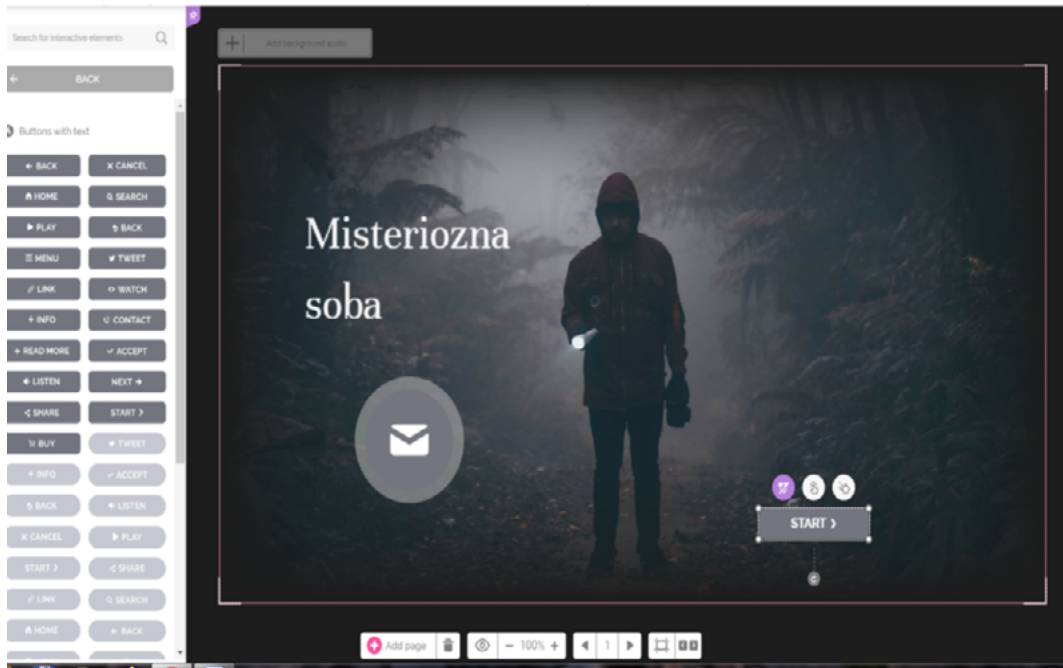 Search for interactive elements
Add background audio
← BACK
Buttons with text
← BACK
CANCEL
HOME
SEARCH
PLAY
BACK
MENU
TWEET
LINK
WATCH
+ INFO
CONTACT
+ READ MORE
ACCEPT
LISTEN
NEXT →
SHARE
START >
BUY
TWEET
+ INFO
ACCEPT
BACK
LISTEN
CANCEL
PLAY
START >
SHARE
LINK
SEARCH
HOME
← BACK
Misteriozna
soba
START >
Add page
– 100% +
1